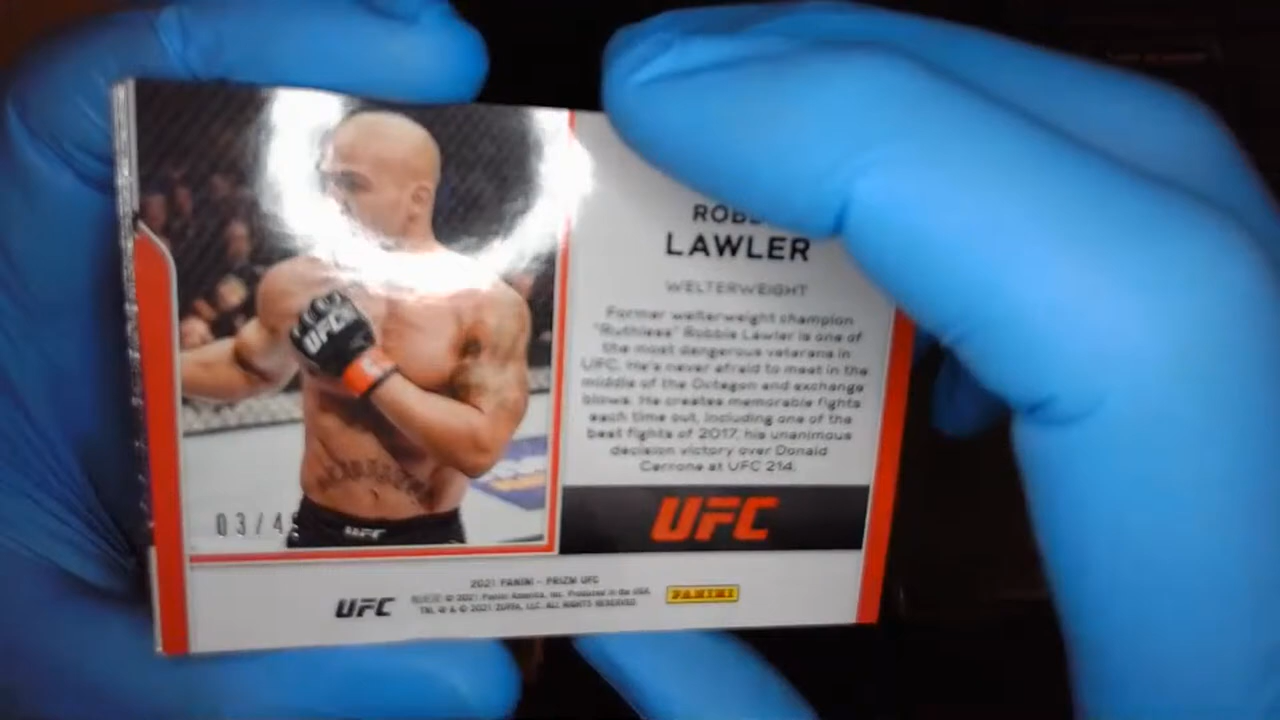 LAWLER
WELTERWEIGHT
Former welterweight champion
"Ruthless" Robbie Lawler is one of
the most dangerous veterans in
UFC. He's never afraid to meet in the
middle of the Octagon and exchange
blows. He creates memorable fights
each time out, including one of the
best fights of 2017, his unanimous
decision victory over Donald
Cerrone at UFC 214.
UFC
UFC
UFC
03/4
2021 PANINI - PRIZM UFC
© 2021 Panini America, Inc. Produced in the USA.
TM, ® & © 2021 ZUFFA, LLC. ALL RIGHTS RESERVED.
UFC
PANINI